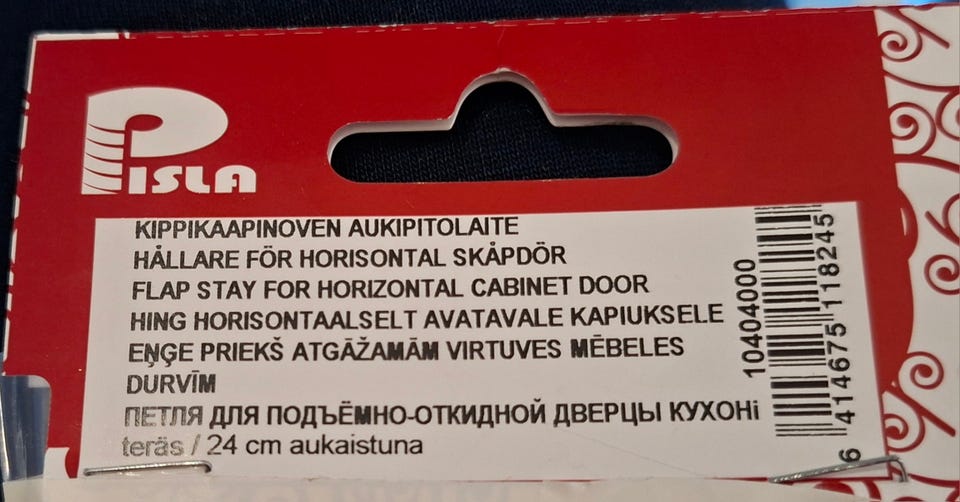 PISLA
KIPPIKAAPINOVEN AUKIPITOLAITE
HÅLLARE FÖR HORISONTAL SKÅPDÖR
FLAP STAY FOR HORIZONTAL CABINET DOOR
HING HORISONTAALSELT AVATAVALE KAPIUKSELE
EŅĢE PRIEKŠ ATGĀŽAMĀM VIRTUVES MĒBELES
DURVĪM
ПЕТЛЯ ДЛЯ ПОДЪЁМНО-ОТКИДНОЙ ДВЕРЦЫ КУХОНі
teräs / 24 cm aukaistuna
10404000
6 414675 118245